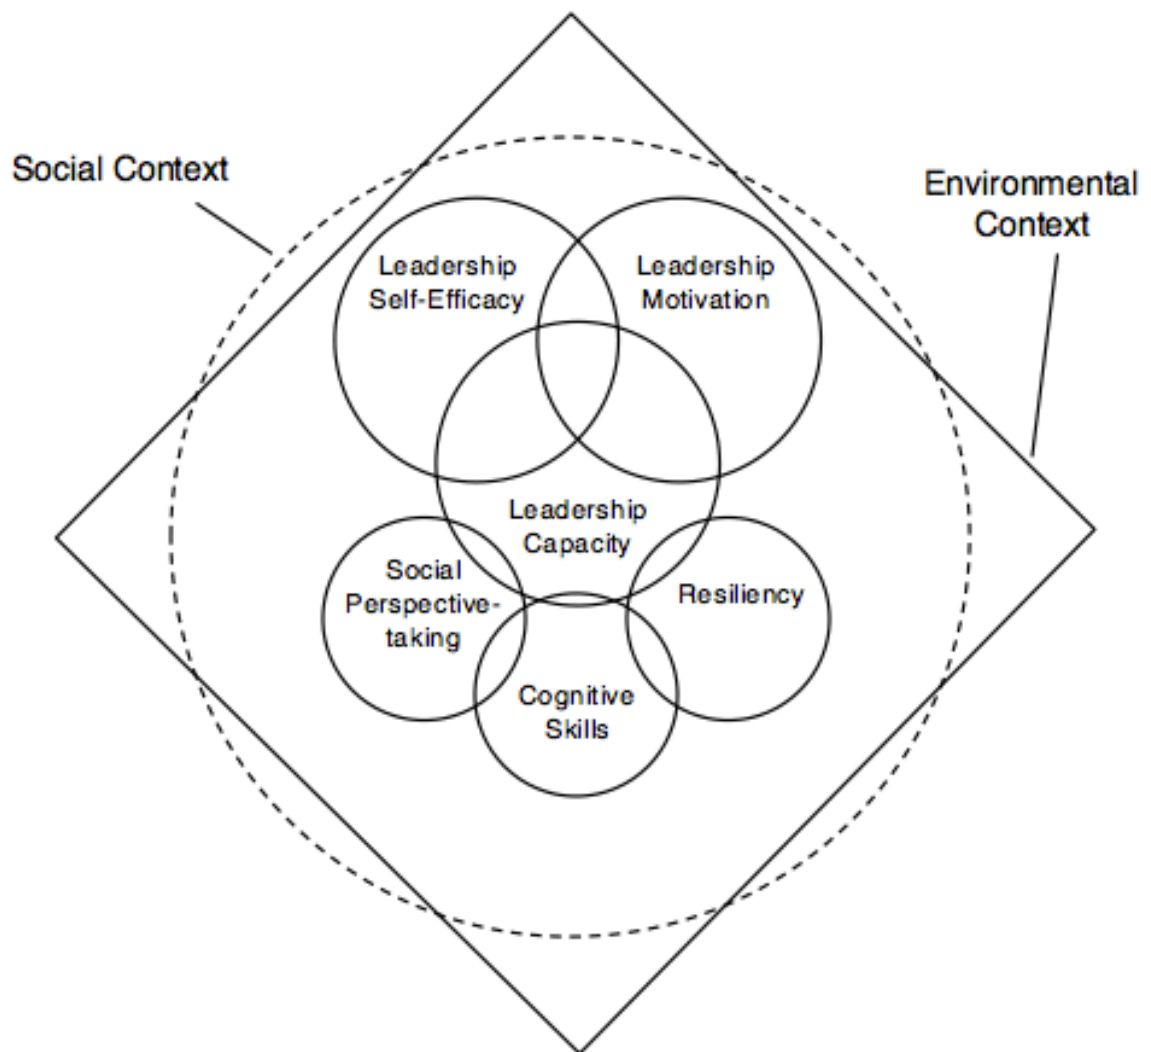 Social Context
Environmental
Context
Leadership
Self-Efficacy
Leadership
Motivation
Leadership
Capacity
Social
Perspective-
taking
Resiliency
Cognitive
Skills